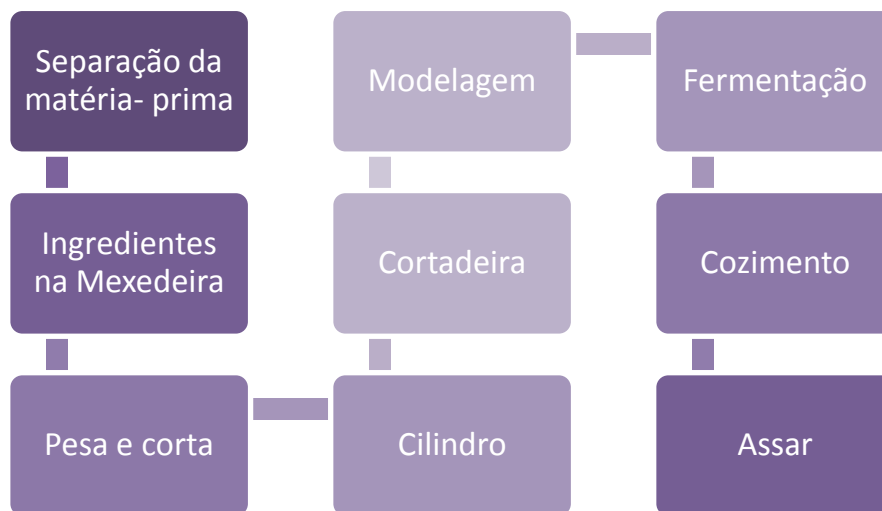 Separação da
matéria- prima
Ingredientes
na Mexedeira
Pesa e corta
Cilindro
Cortadeira
Modelagem
Fermentação
Cozimento
Assar